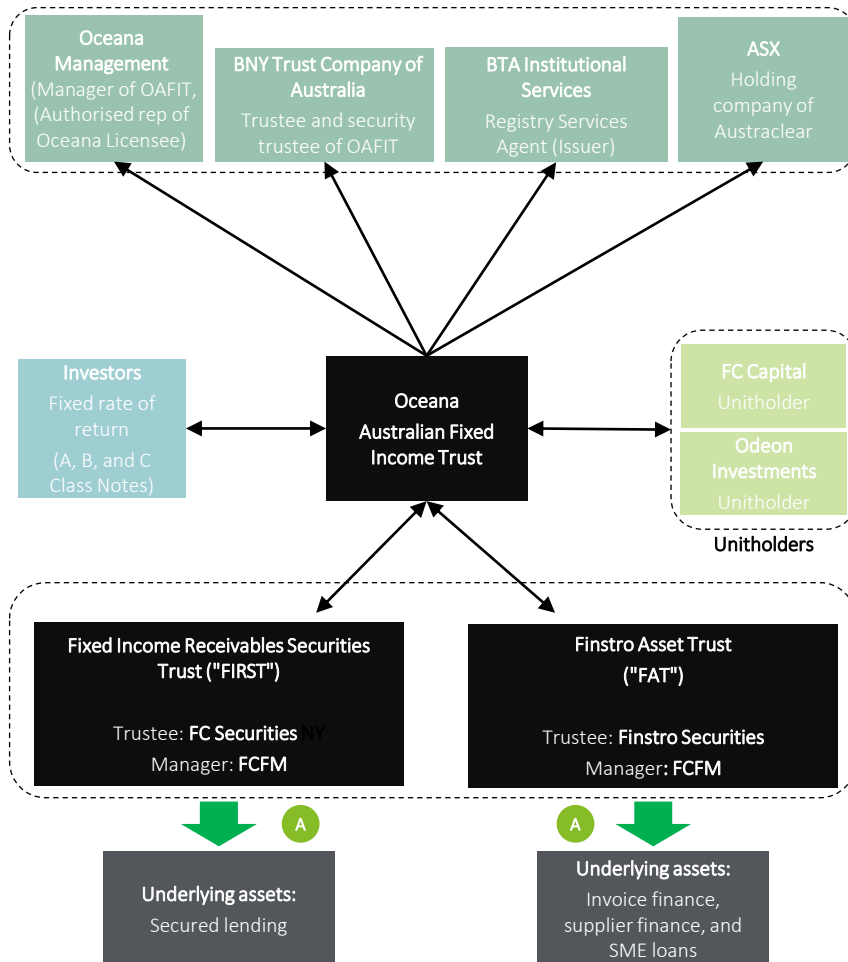 Oceana
Management
(Manager of OAFIT,
(Authorised rep of
Oceana Licensee)
BNY Trust Company of
Australia
Trustee and security
trustee of OAFIT
BTA Institutional
Services
Registry Services
Agent (Issuer)
ASX
Holding
company of
Austraclear
Investors
Fixed rate of
return
(A, B, and C
Class Notes)
Oceana
Australian Fixed
Income Trust
FC Capital
Unitholder
Odeon
Investments
Unitholder
Unitholders
Fixed Income Receivables Securities
Trust ("FIRST")
Trustee: FC Securities NY
Manager: FCFM
Finstro Asset Trust
("FAT")
Trustee: Finstro Securities
Manager: FCFM
A
A
Underlying assets:
Secured lending
Underlying assets:
Invoice finance,
supplier finance, and
SME loans